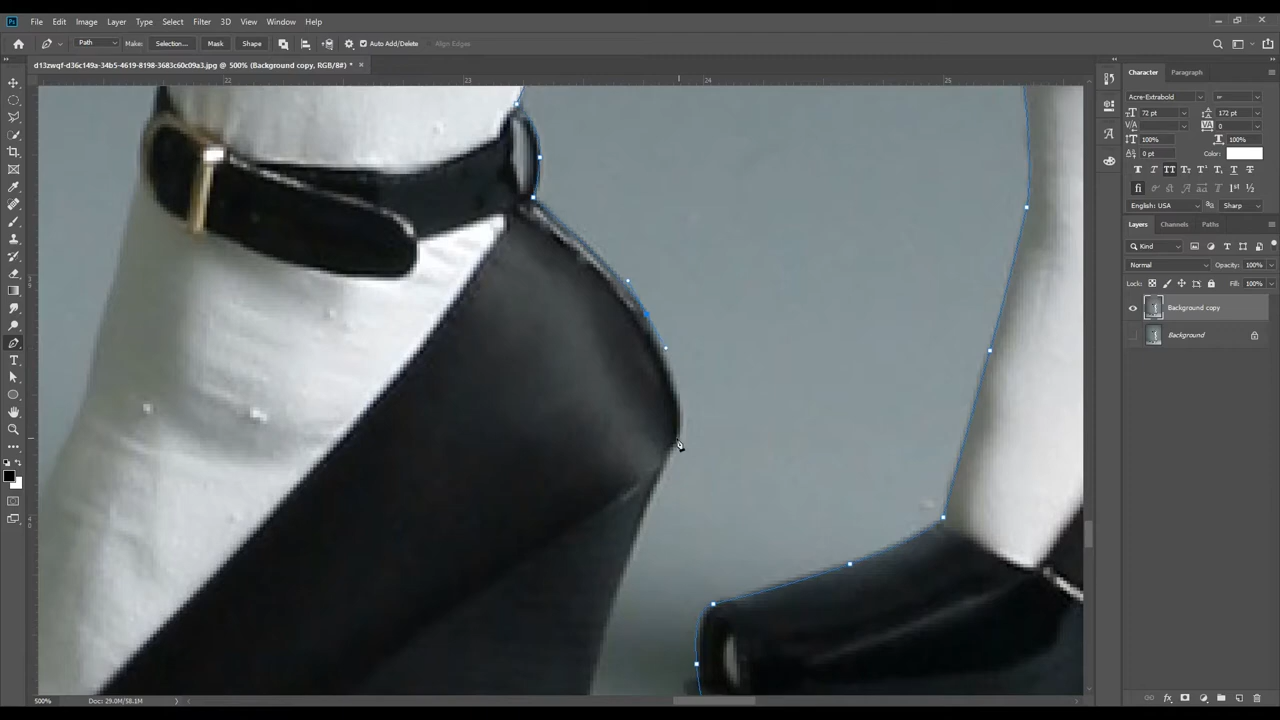 Ps File Edit Image Layer Type Select Filter 3D View Window Help
Path Make: Selection... Mask Shape Auto Add/Delete Align Edges
d13zwqf-d36c149a-34b5-4619-8198-3683c60c09a3.jpg @ 500% (Background copy, RGB/8#) *
22 23 24 25
Character Paragraph
Acre-Extrabold
72 pt 172 pt
0
100% 100%
0 pt Color:
English: USA Sharp
Layers Channels Paths
Kind
Normal Opacity: 100%
Lock: Fill: 100%
Background copy
Background
500% Doc: 29.0M/58.1M